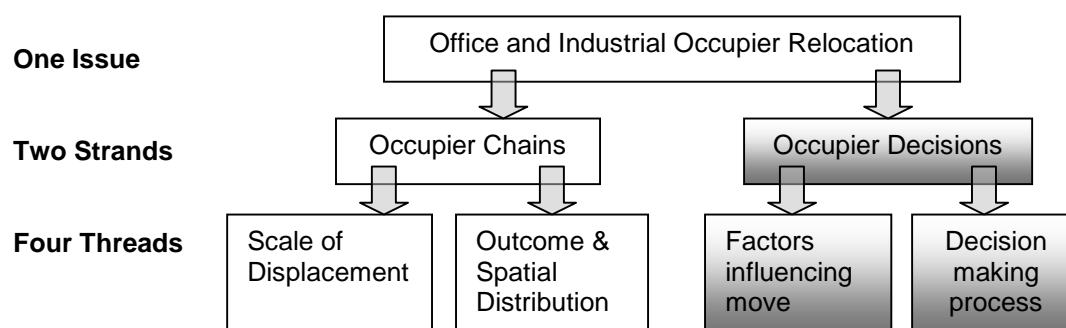 One Issue
Office and Industrial Occupier Relocation
Two Strands
Occupier Chains
Occupier Decisions
Four Threads
Scale of
Displacement
Outcome &
Spatial
Distribution
Factors
influencing
move
Decision
making
process